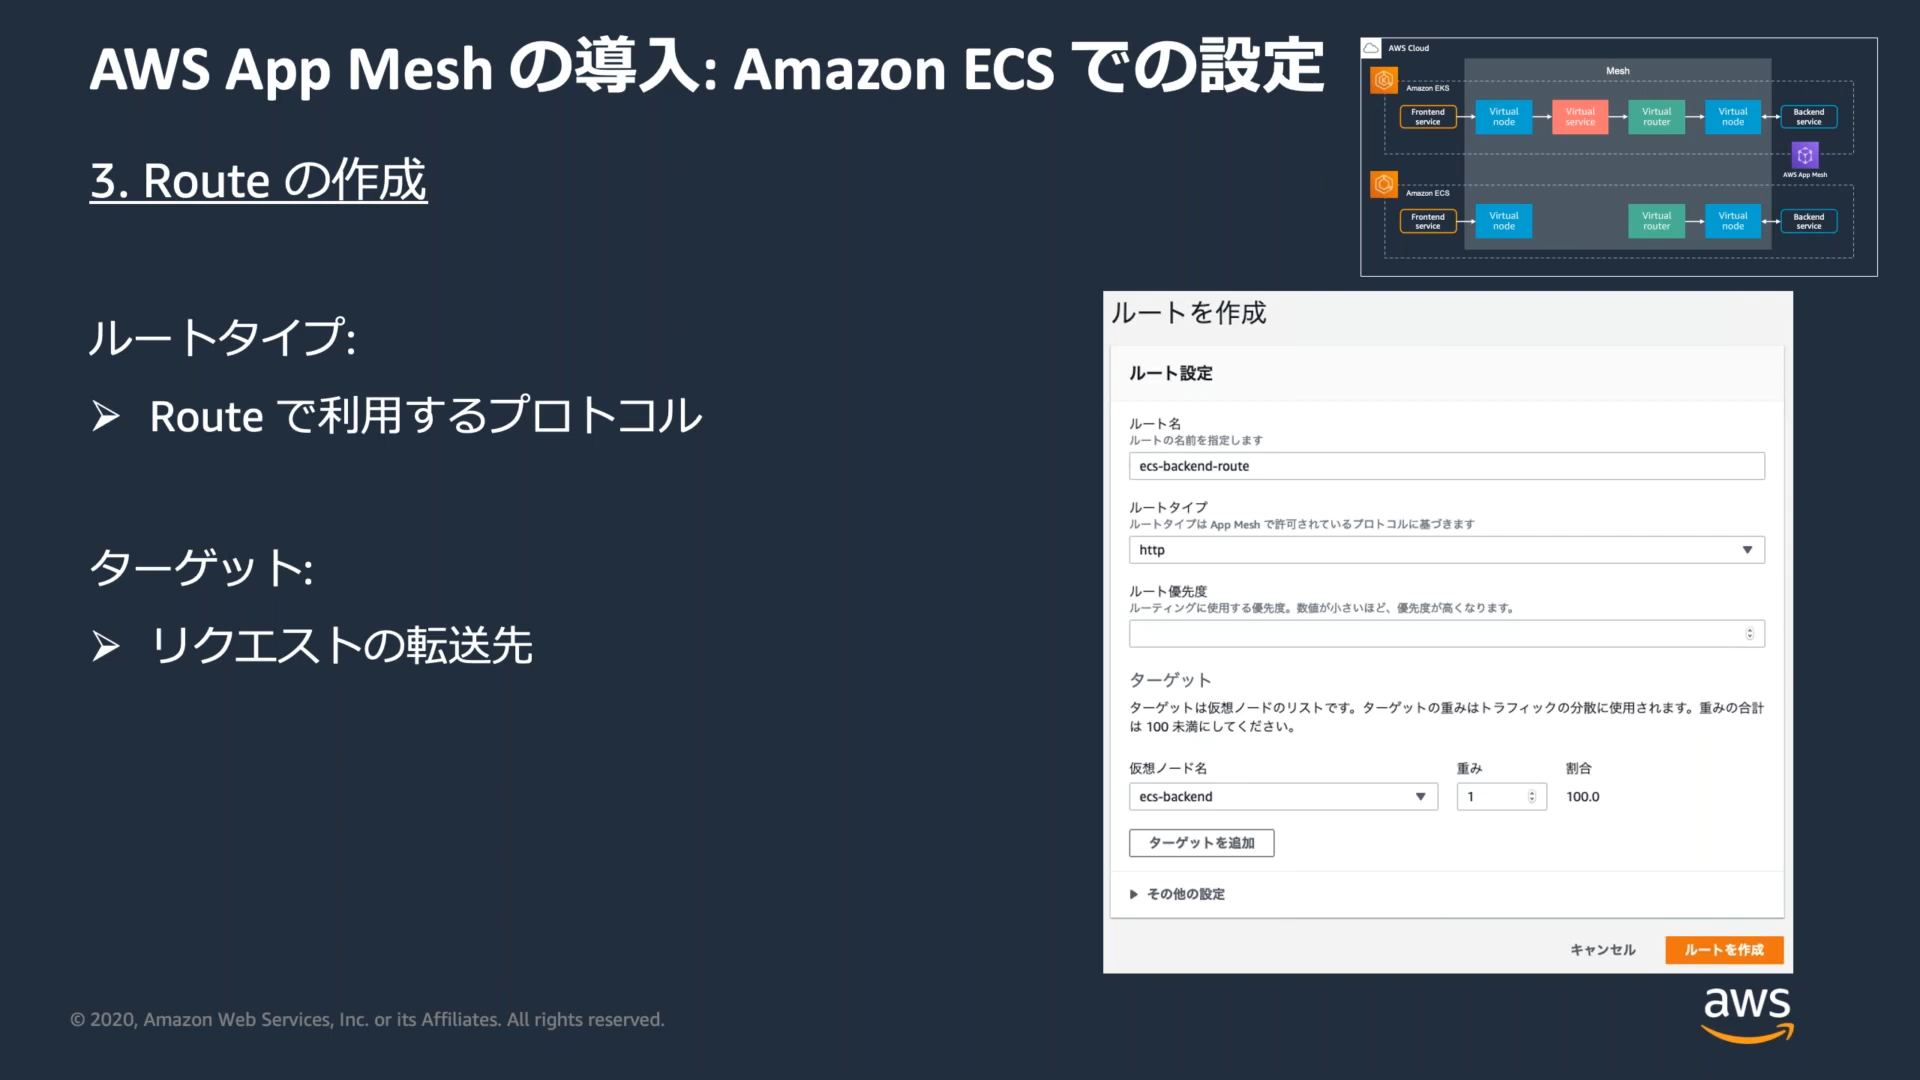 AWS App Mesh の導入: Amazon ECS での設定
3. Route の作成
ルートタイプ:
➢ Route で利用するプロトコル
ターゲット:
➢ リクエストの転送先
AWS Cloud
Mesh
Amazon EKS
Frontend service
Virtual node
Virtual service
Virtual router
Virtual node
Backend service
AWS App Mesh
Amazon ECS
Frontend service
Virtual node
Virtual router
Virtual node
Backend service
ルートを作成
ルート設定
ルート名
ルートの名前を指定します
ecs-backend-route
ルートタイプ
ルートタイプは App Mesh で許可されているプロトコルに基づきます
http
ルート優先度
ルーティングに使用する優先度。数値が小さいほど、優先度が高くなります。
ターゲット
ターゲットは仮想ノードのリストです。ターゲットの重みはトラフィックの分散に使用されます。重みの合計
は 100 未満にしてください。
仮想ノード名 重み 割合
ecs-backend 1 100.0
ターゲットを追加
その他の設定
キャンセル ルートを作成
© 2020, Amazon Web Services, Inc. or its Affiliates. All rights reserved.
aws